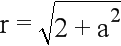 r = √(2 + a²)